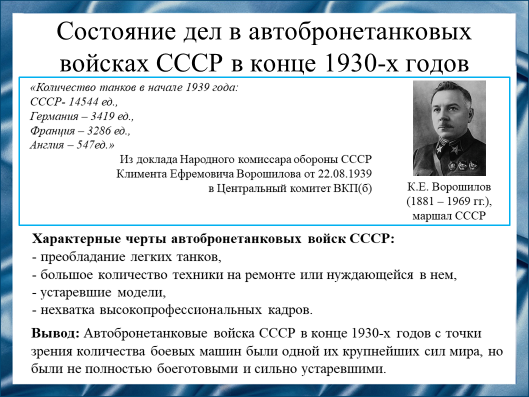 Состояние дел в автобронетанковых
войсках СССР в конце 1930-х годов
«Количество танков в начале 1939 года:
СССР- 14544 ед.,
Германия – 3419 ед.,
Франция – 3286 ед.,
Англия – 547ед.»
Из доклада Народного комиссара обороны СССР
Климента Ефремовича Ворошилова от 22.08.1939
в Центральный комитет ВКП(б)
К.Е. Ворошилов
(1881 – 1969 гг.),
маршал СССР
Характерные черты автобронетанковых войск СССР:
- преобладание легких танков,
- большое количество техники на ремонте или нуждающейся в нем,
- устаревшие модели,
- нехватка высокопрофессиональных кадров.
Вывод: Автобронетанковые войска СССР в конце 1930-х годов с точки
зрения количества боевых машин были одной их крупнейших сил мира, но
были не полностью боеготовыми и сильно устаревшими.